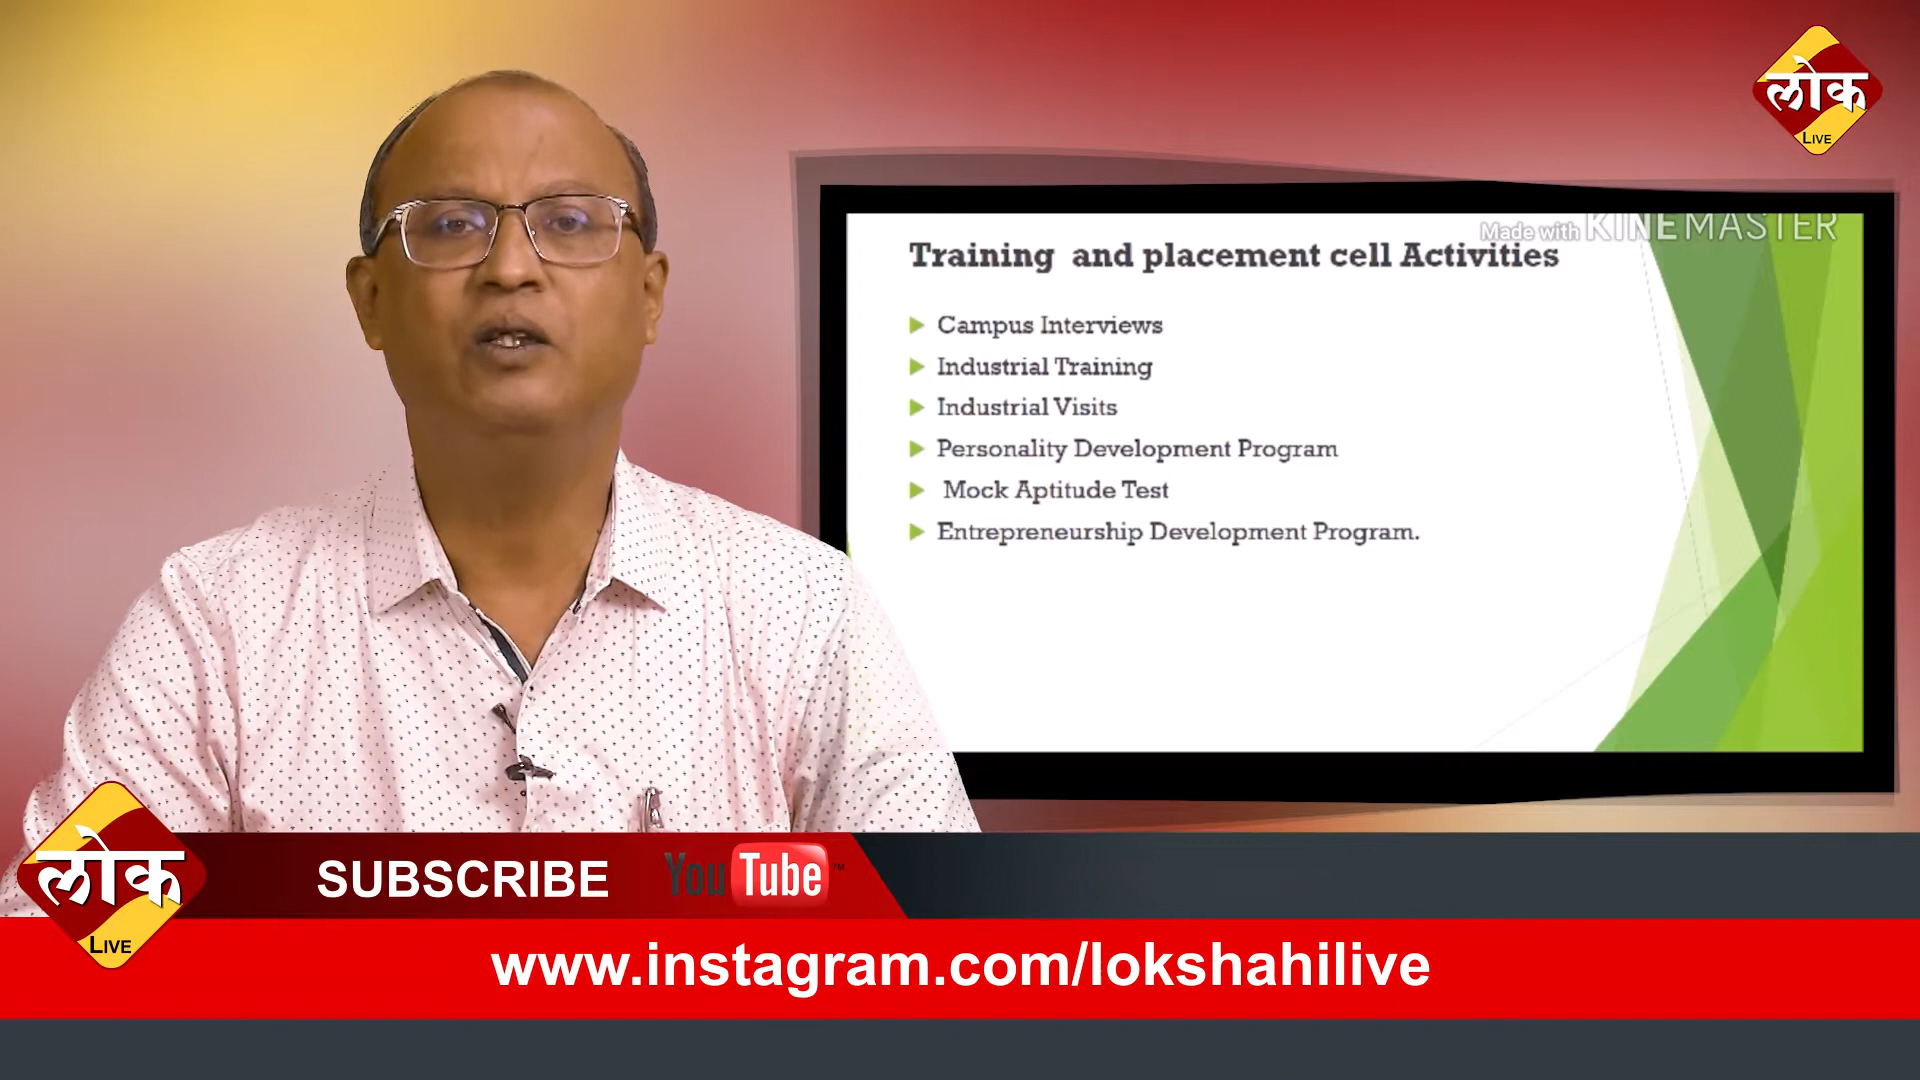 लोक
LIVE
Made with KINEMASTER
Training and placement cell Activities
Campus Interviews
Industrial Training
Industrial Visits
Personality Development Program
Mock Aptitude Test
Entrepreneurship Development Program.
लोक
LIVE
SUBSCRIBE YouTube™
www.instagram.com/lokshahilive